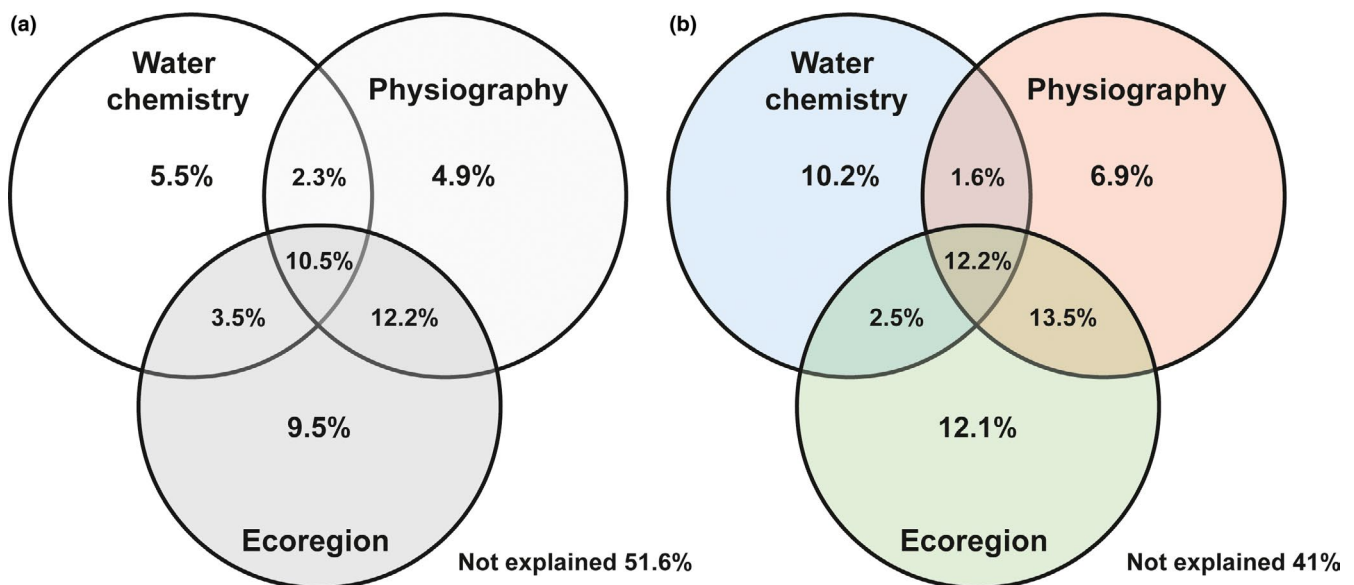 (a)
Water
chemistry
Physiography
5.5%
2.3%
4.9%
10.5%
3.5%
12.2%
9.5%
Ecoregion
Not explained 51.6%
(b)
Water
chemistry
Physiography
10.2%
1.6%
6.9%
12.2%
2.5%
13.5%
12.1%
Ecoregion
Not explained 41%